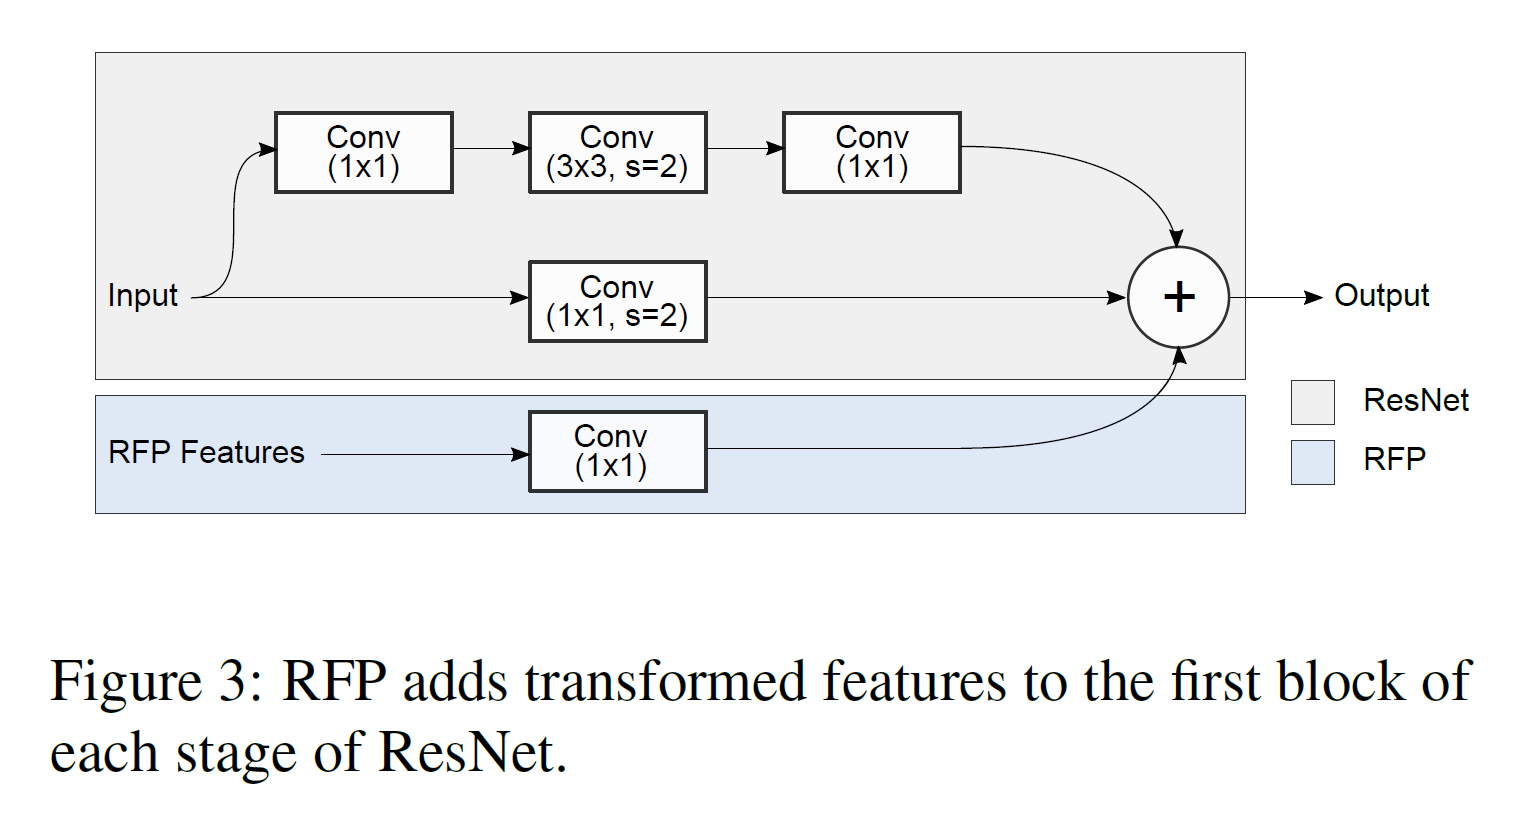 Conv
(1x1)
Conv
(3x3, s=2)
Conv
(1x1)
Input
Conv
(1x1, s=2)
+
Output
ResNet
RFP Features
Conv
(1x1)
RFP
Figure 3: RFP adds transformed features to the first block of
each stage of ResNet.